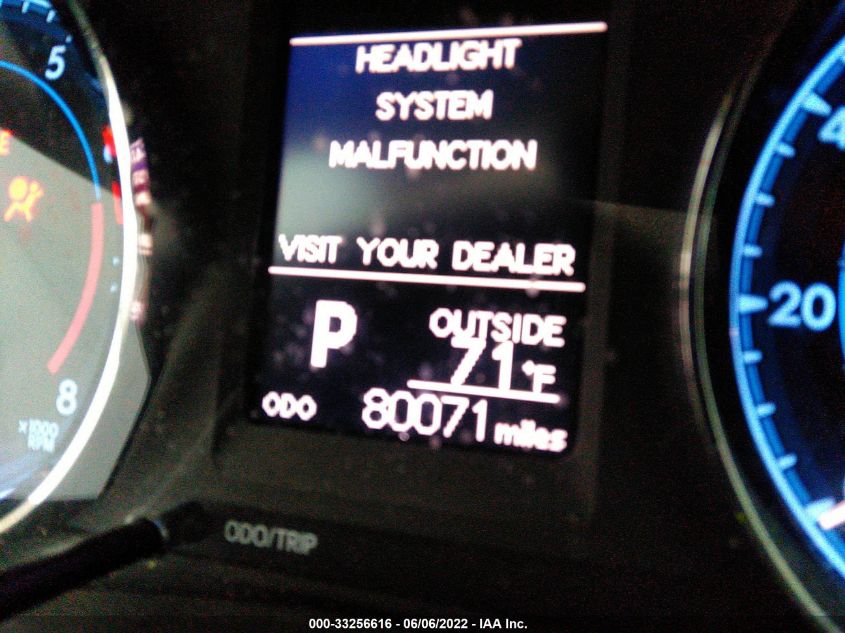 HEADLIGHT
SYSTEM
MALFUNCTION
VISIT YOUR DEALER
P
OUTSIDE
71°F
ODO 80071 miles
5
8
x1000
RPM
20
4
ODO/TRIP
000-33256616 - 06/06/2022 - IAA Inc.